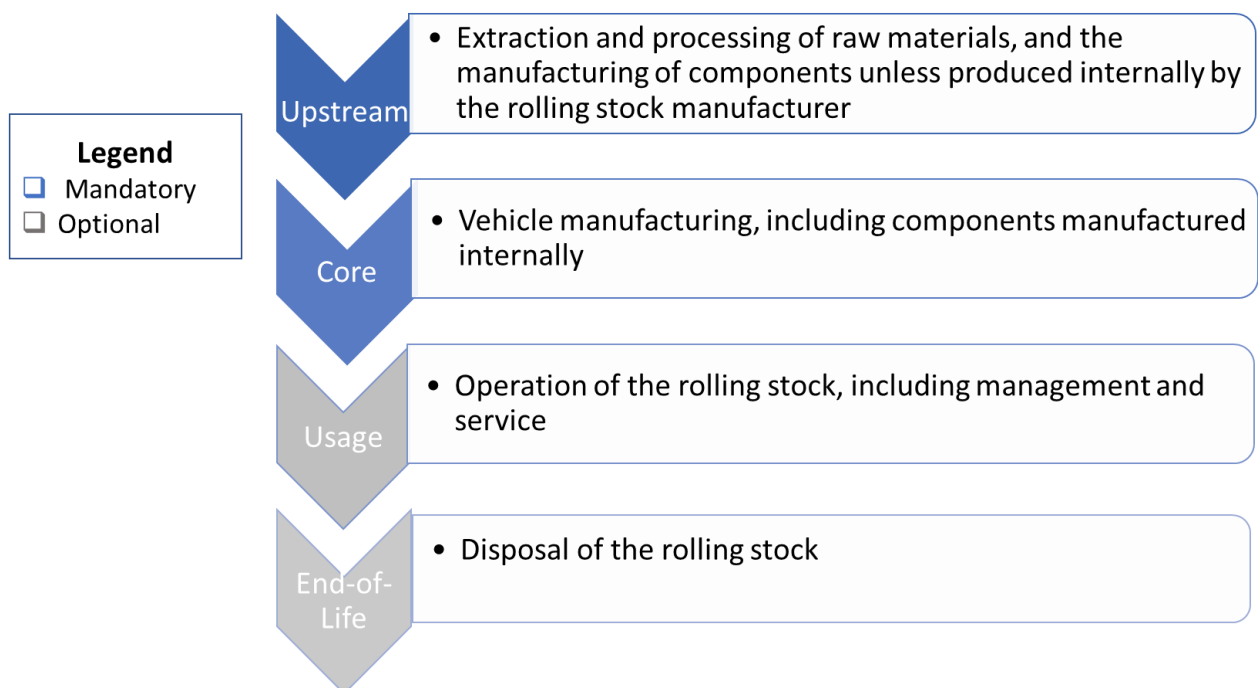 Legend
Mandatory
Optional
Upstream
• Extraction and processing of raw materials, and the
manufacturing of components unless produced internally by
the rolling stock manufacturer
Core
• Vehicle manufacturing, including components manufactured
internally
Usage
• Operation of the rolling stock, including management and
service
End-of-
Life
• Disposal of the rolling stock